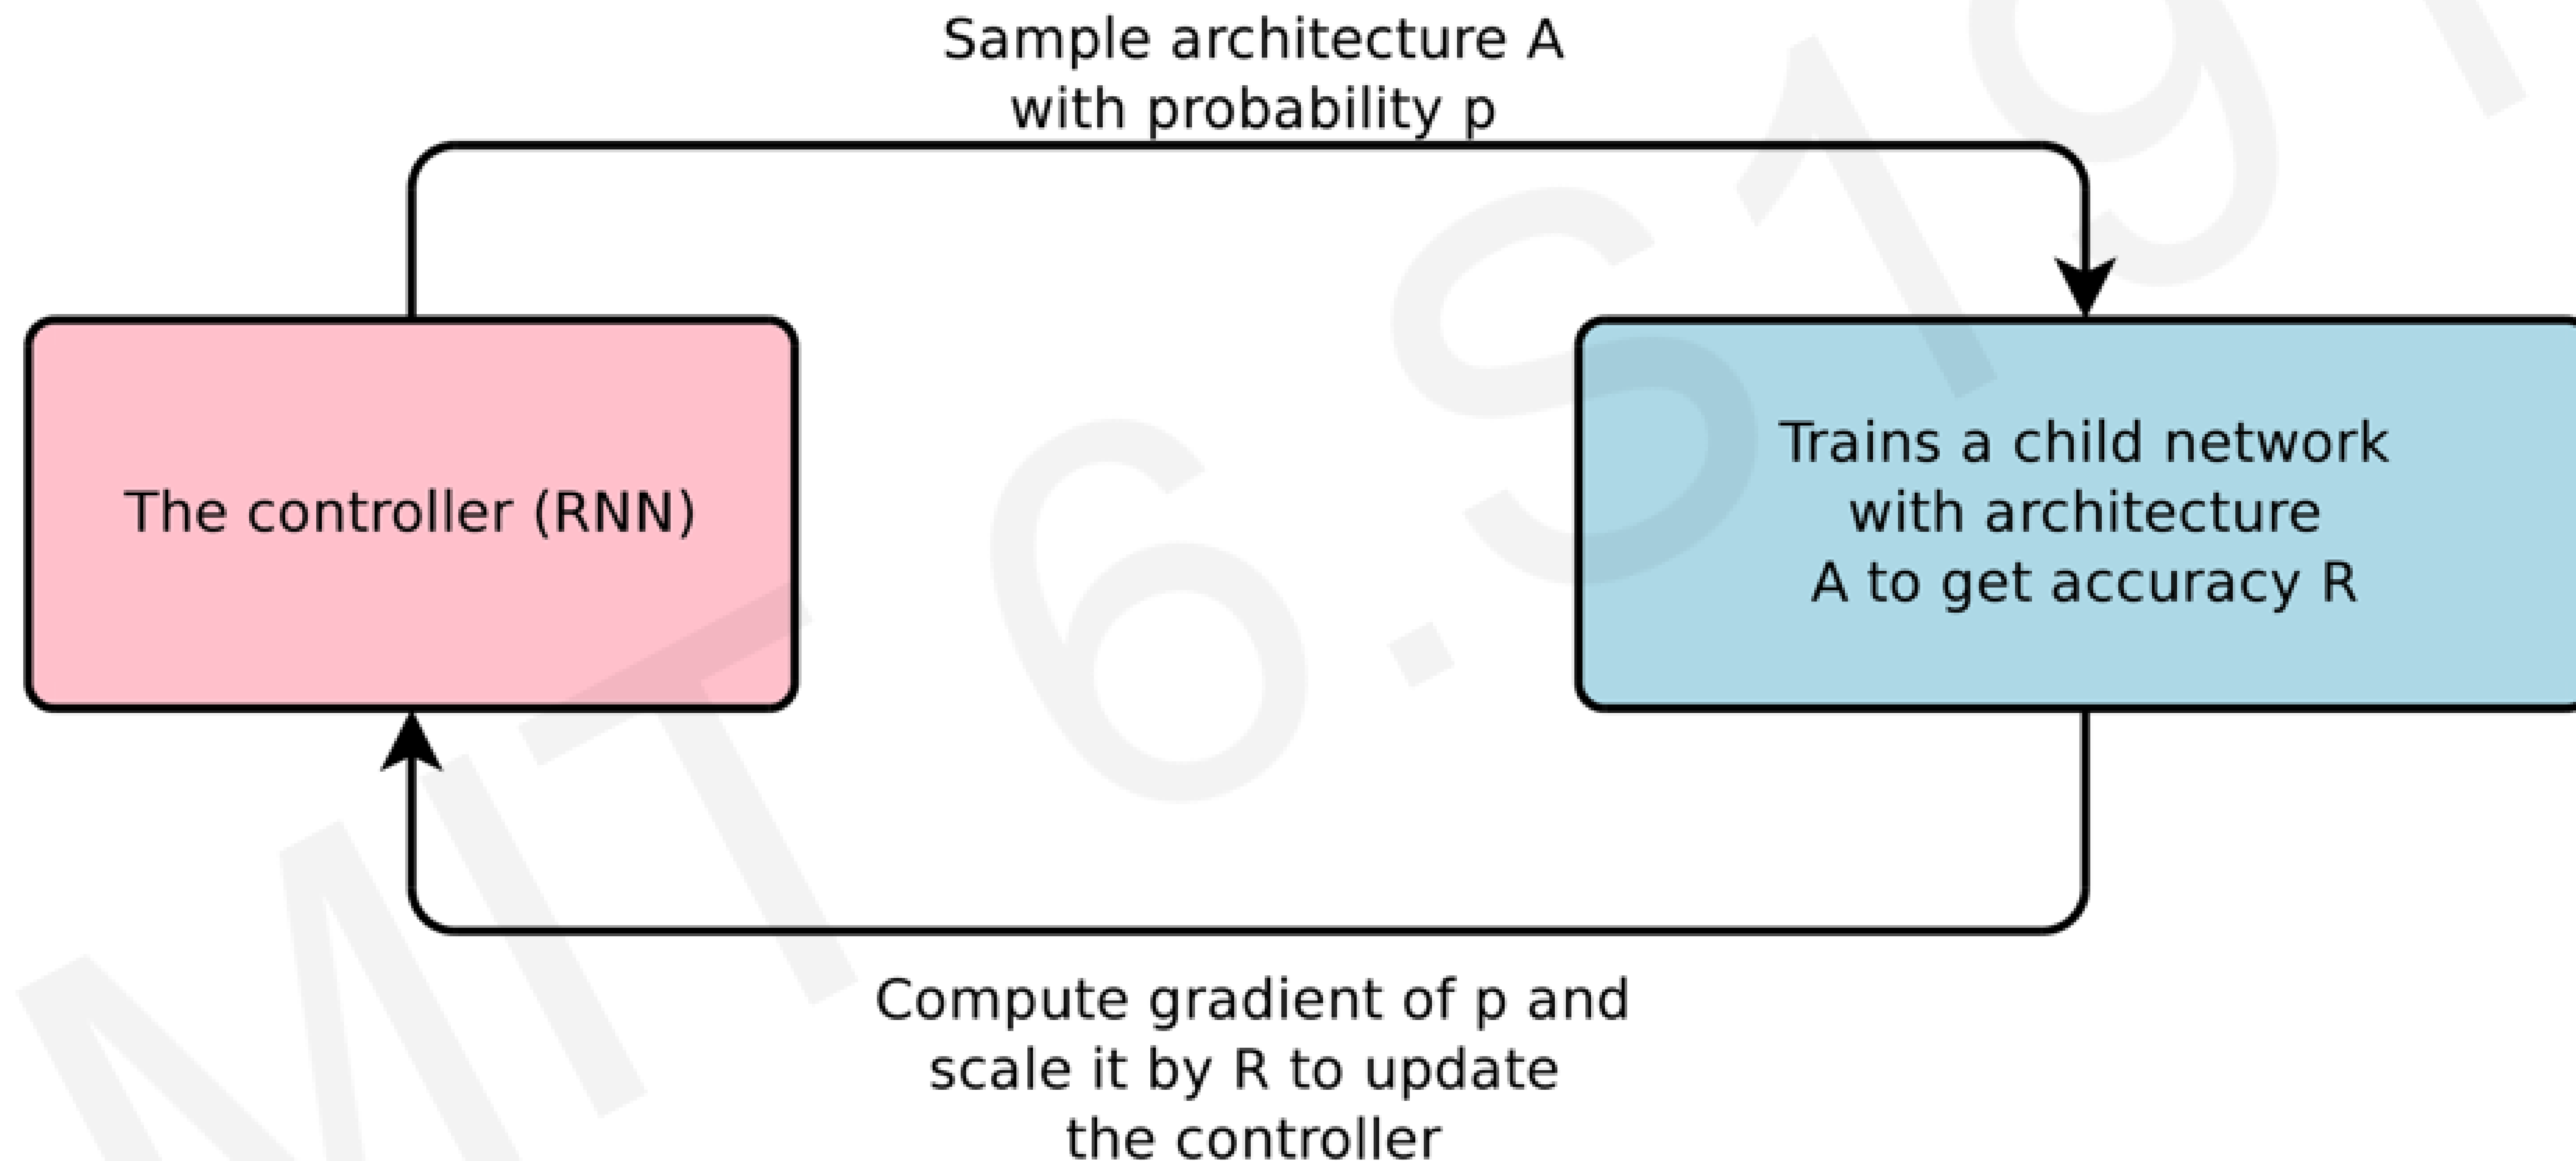 Sample architecture A
with probability p
The controller (RNN)
Trains a child network
with architecture
A to get accuracy R
Compute gradient of p and
scale it by R to update
the controller
MIT 6.S191